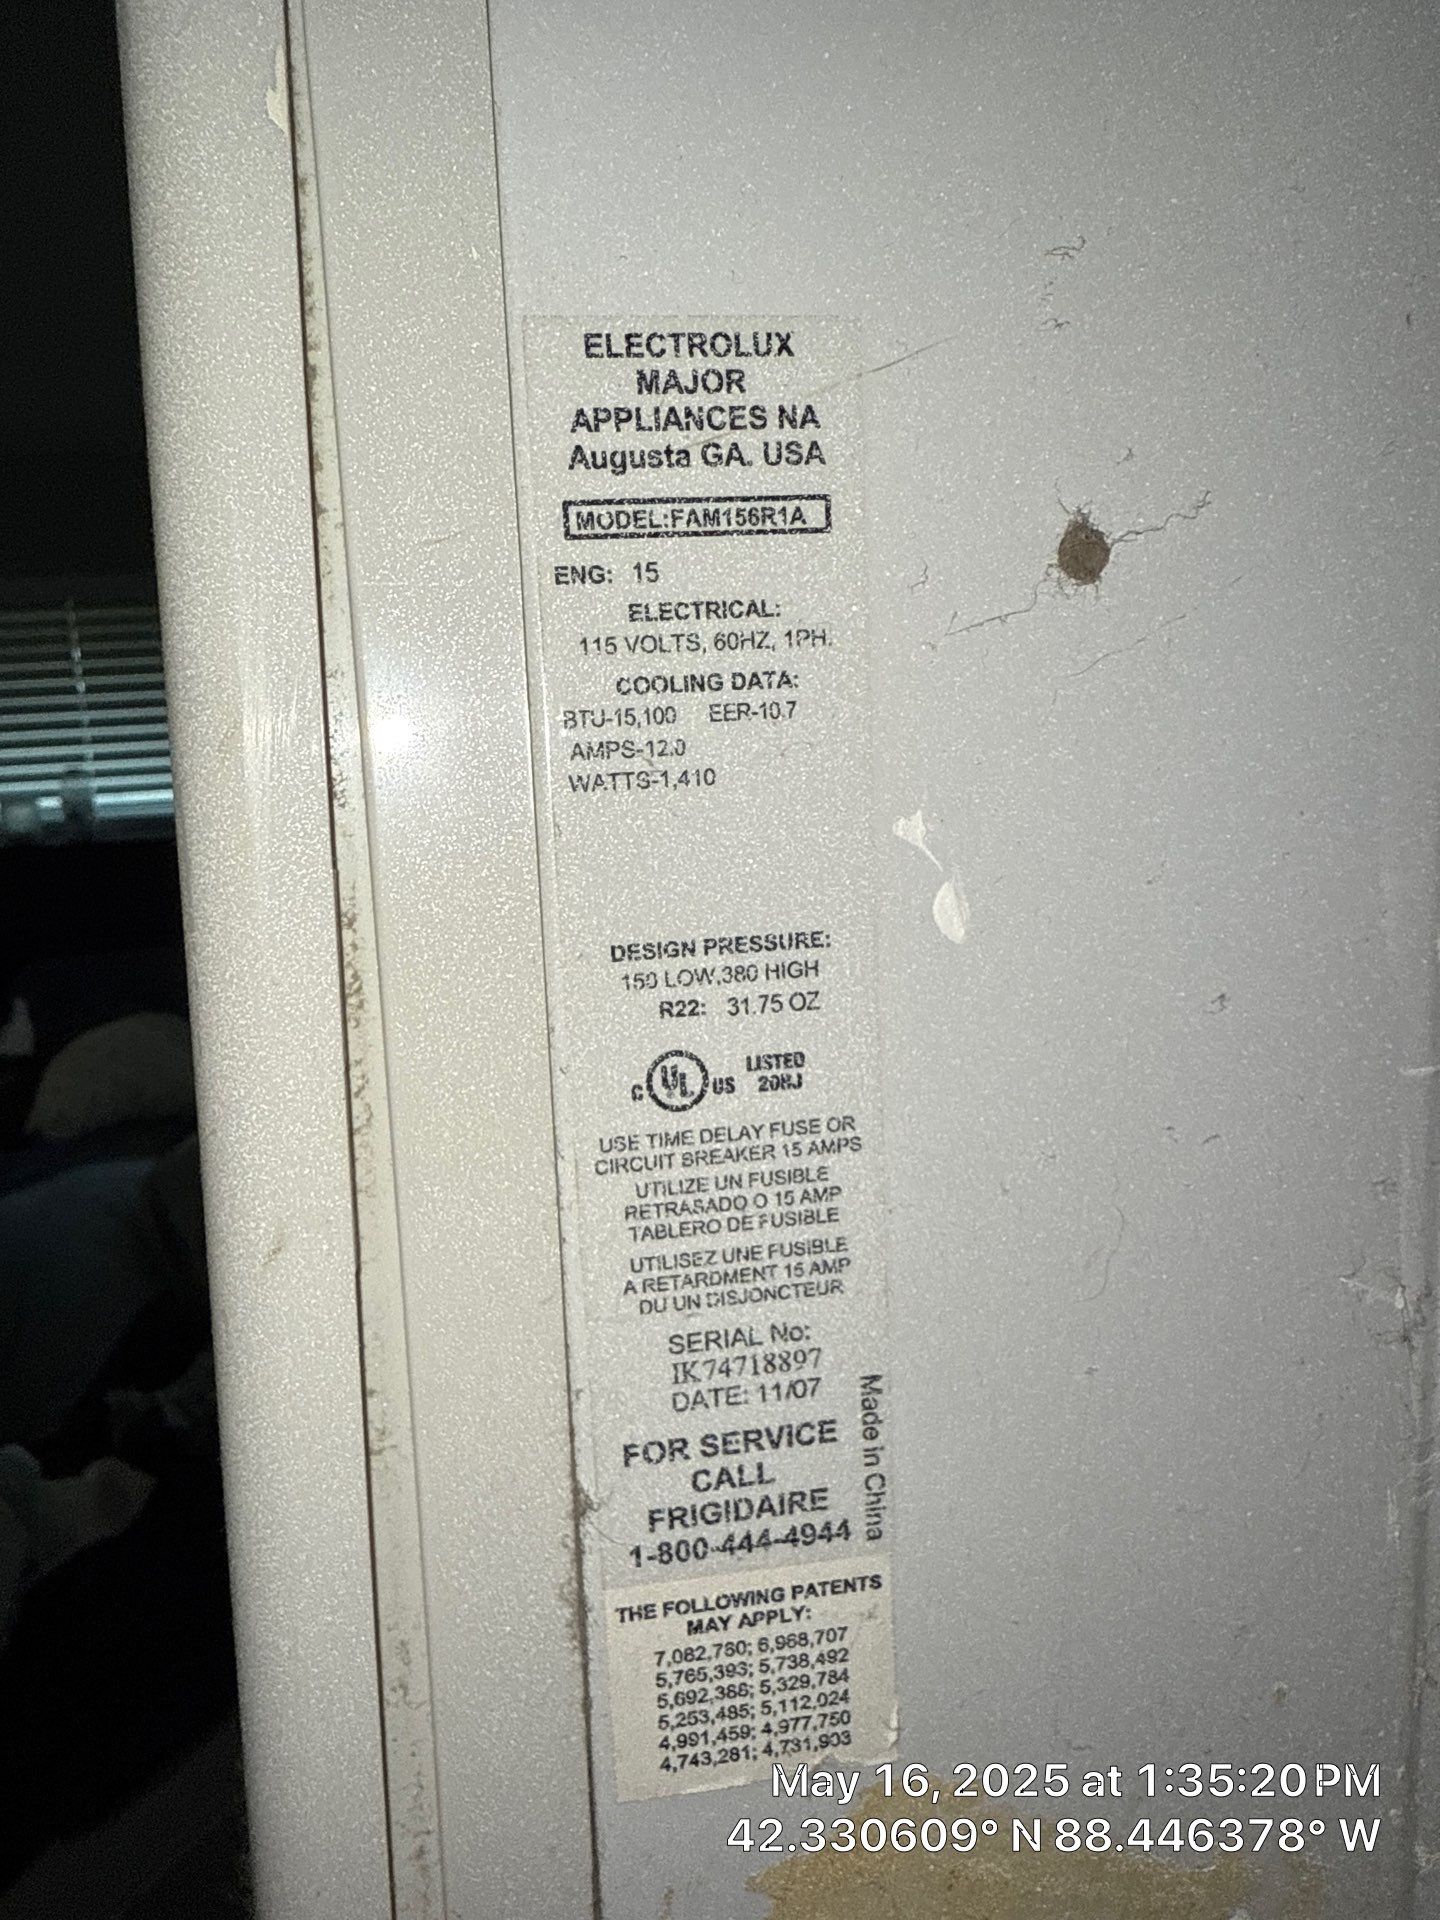 ELECTROLUX
MAJOR
APPLIANCES NA
Augusta GA. USA
MODEL:FAM156R1A
ENG: 15
ELECTRICAL:
115 VOLTS, 60HZ, 1PH.
COOLING DATA:
BTU-15,100 EER-10.7
AMPS-12.0
WATTS-1,410
DESIGN PRESSURE:
150 LOW,380 HIGH
R22: 31.75 OZ
C UL US LISTED
20HJ
USE TIME DELAY FUSE OR
CIRCUIT BREAKER 15 AMPS
UTILIZE UN FUSIBLE
RETRASADO O 15 AMP
TABLERO DE FUSIBLE
UTILISEZ UNE FUSIBLE
A RETARDMENT 15 AMP
DU UN DISJONCTEUR
SERIAL No:
IK74718897
DATE: 11/07
Made in China
FOR SERVICE
CALL
FRIGIDAIRE
1-800-444-4944
THE FOLLOWING PATENTS
MAY APPLY:
7,082,760; 6,968,707
5,765,393; 5,738,492
5,692,386; 5,329,784
5,253,485; 5,112,024
4,991,459; 4,977,750
4,743,281; 4,731,903
May 16, 2025 at 1:35:20 PM
42.330609° N 88.446378° W